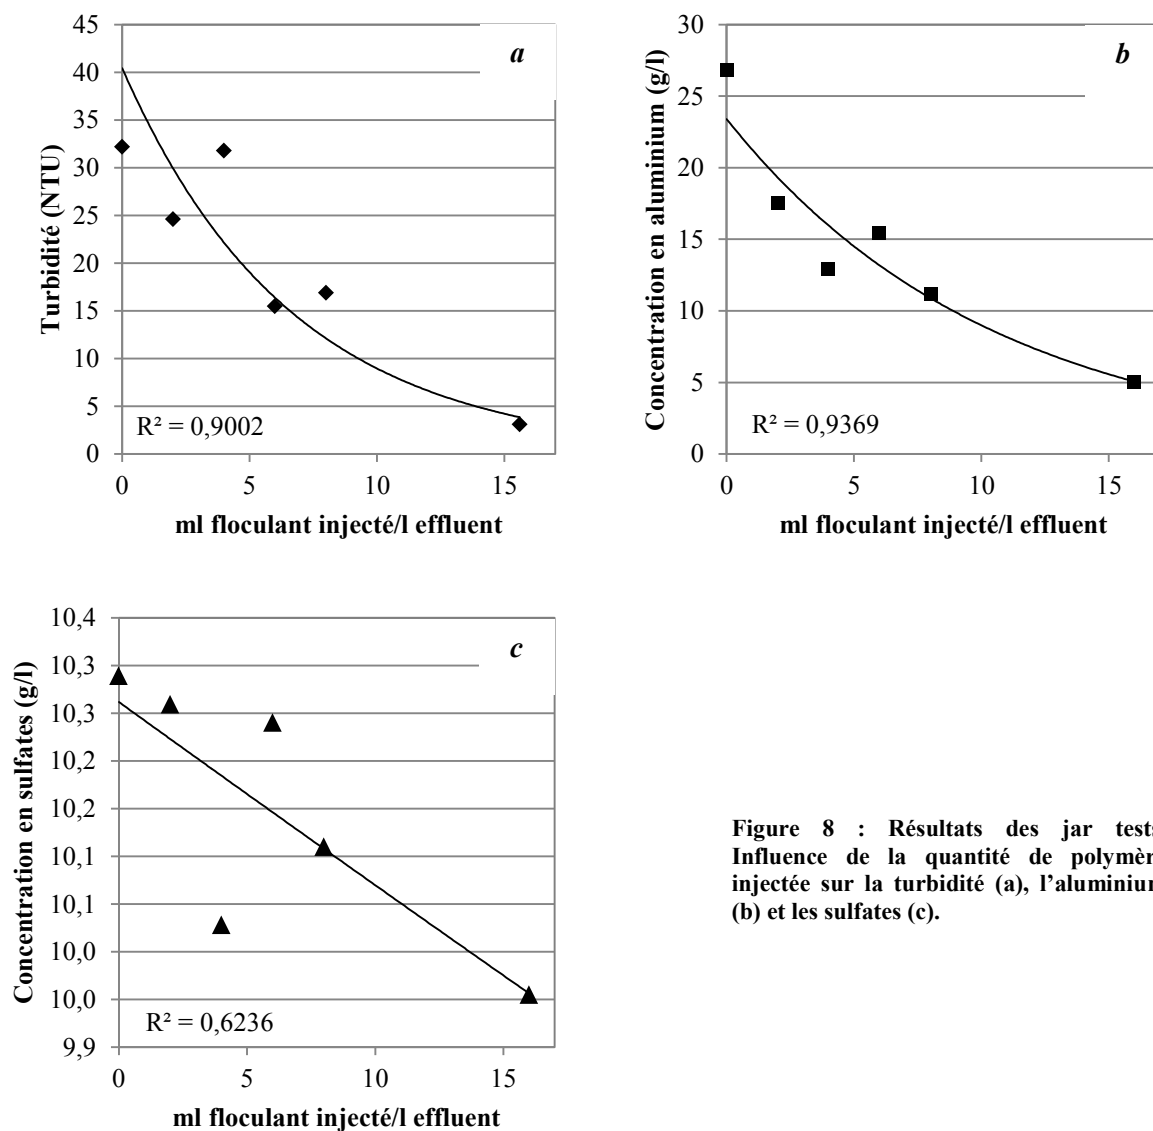 45
40
35
30
25
20
15
10
5
0
Turbidité (NTU)
a
R² = 0,9002
0 5 10 15
ml floculant injecté/l effluent
30
25
20
15
10
5
0
Concentration en aluminium (g/l)
b
R² = 0,9369
0 5 10 15
ml floculant injecté/l effluent
10,4
10,3
10,3
10,2
10,2
10,1
10,1
10,0
10,0
9,9
Concentration en sulfates (g/l)
c
R² = 0,6236
0 5 10 15
ml floculant injecté/l effluent
Figure 8 : Résultats des jar tests
Influence de la quantité de polymèr
injectée sur la turbidité (a), l’aluminiun
(b) et les sulfates (c).